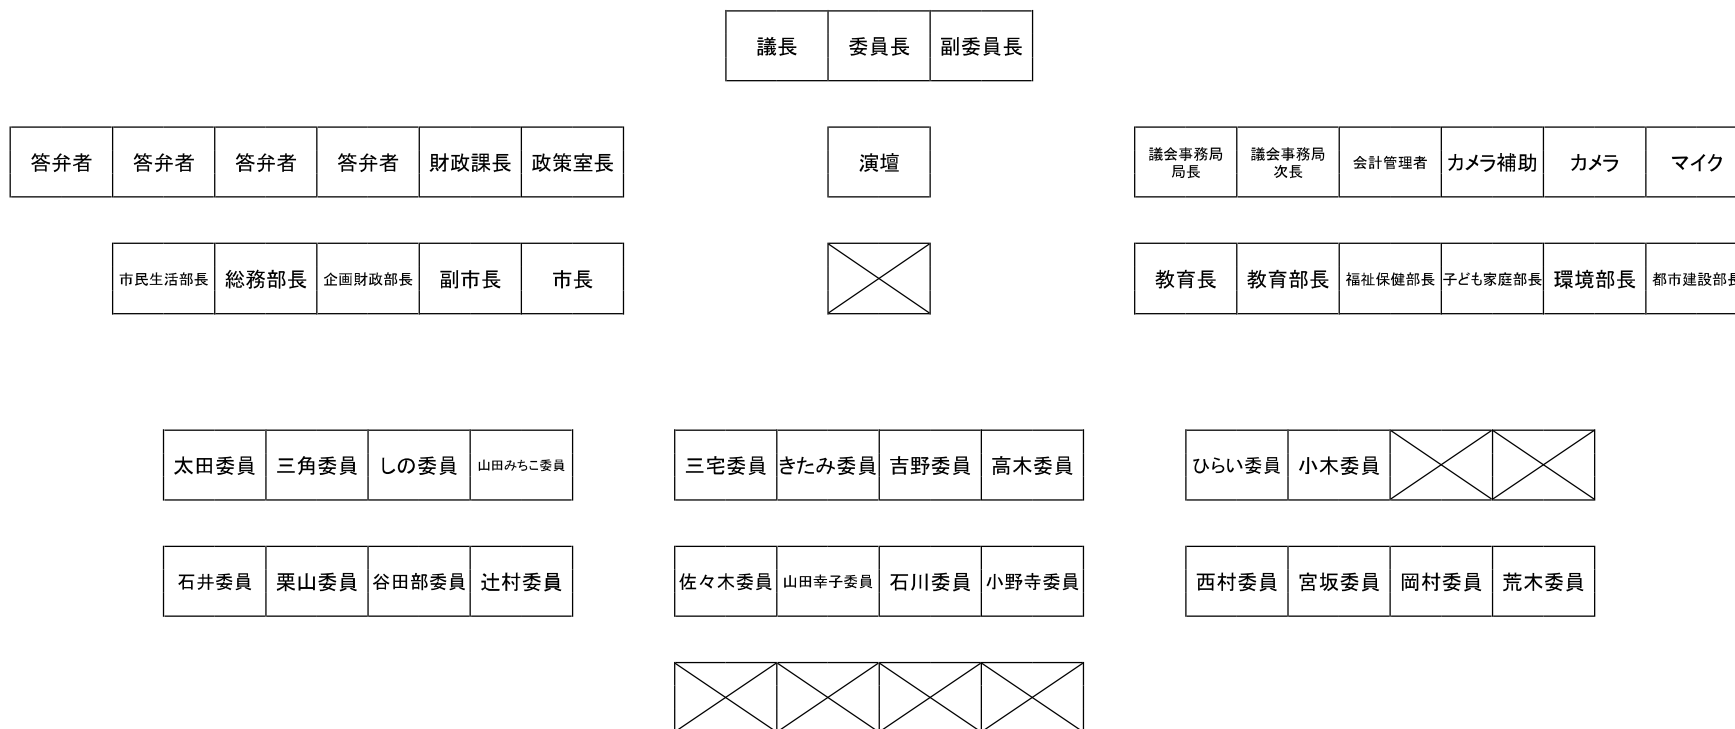 議長 委員長 副委員長
答弁者 答弁者 答弁者 答弁者 財政課長 政策室長 演壇 議会事務局局長 議会事務局次長 会計管理者 カメラ補助 カメラ マイク
市民生活部長 総務部長 企画財政部長 副市長 市長 教育長 教育部長 福祉保健部長 子ども家庭部長 環境部長 都市建設部長
太田委員 三角委員 しの委員 山田みちこ委員 三宅委員 きたみ委員 吉野委員 高木委員 ひらい委員 小木委員
石井委員 栗山委員 谷田部委員 辻村委員 佐々木委員 山田幸子委員 石川委員 小野寺委員 西村委員 宮坂委員 岡村委員 荒木委員